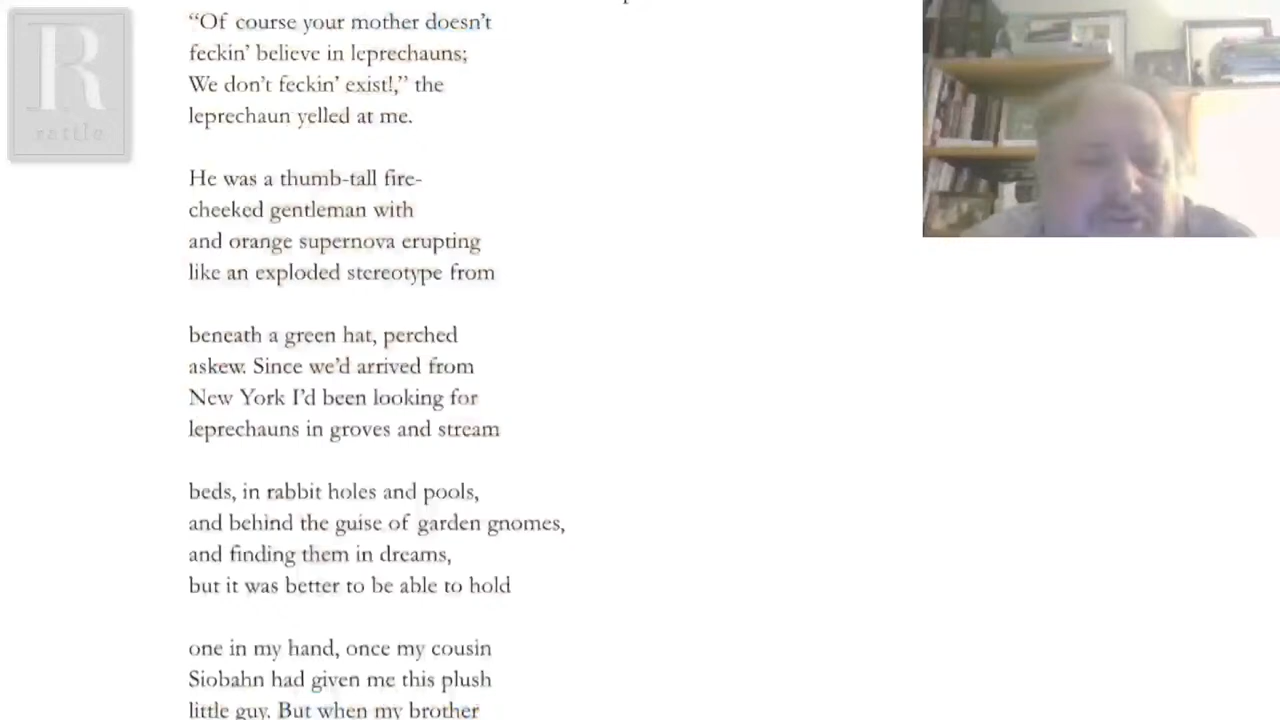 R
rattle
“Of course your mother doesn’t
feckin’ believe in leprechauns;
We don’t feckin’ exist!,” the
leprechaun yelled at me.
He was a thumb-tall fire-
cheeked gentleman with
and orange supernova erupting
like an exploded stereotype from
beneath a green hat, perched
askew. Since we’d arrived from
New York I’d been looking for
leprechauns in groves and stream
beds, in rabbit holes and pools,
and behind the guise of garden gnomes,
and finding them in dreams,
but it was better to be able to hold
one in my hand, once my cousin
Siobahn had given me this plush
little guy. But when my brother